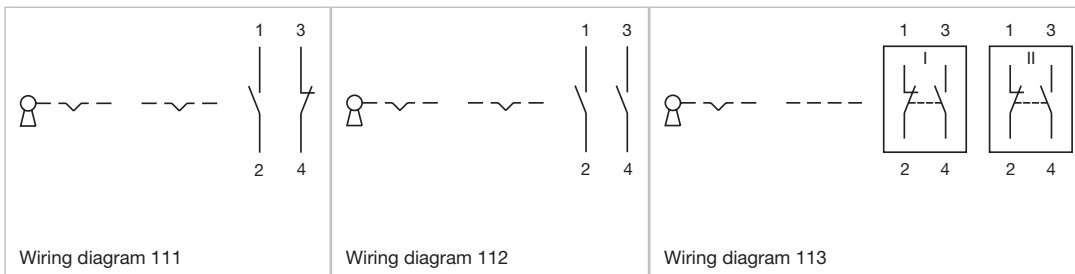 1 3
2 4
Wiring diagram 111
1 3
2 4
Wiring diagram 112
1 3 1 3
I II
2 4 2 4
Wiring diagram 113